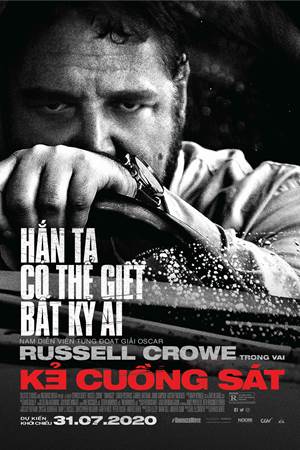 HẮN TA
CÓ THỂ GIẾT
BẤT KỲ AI
NAM DIỄN VIÊN TỪNG ĐOẠT GIẢI OSCAR
RUSSELL CROWE TRONG VAI
KẺ CUỒNG SÁT
DỰ KIẾN
KHỞI CHIẾU 31.07.2020
R
CGV